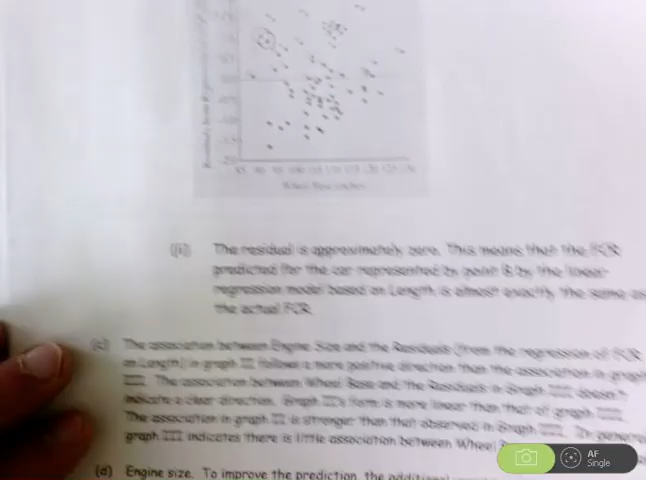 Wheel Base (inches)
(ii) The residual is approximately zero. This means that the FCR
predicted for the car represented by point B by the linear
regression model based on Length is almost exactly the same as
the actual FCR.
(c) The association between Engine Size and the Residuals (from the regression of FCR
on Length) in graph II follows a more positive direction than the association in graph
III. The association between Wheel Base and the Residuals in Graph III doesn't
indicate a clear direction. Graph II's form is more linear than that of graph III.
The association in graph II is stronger than that observed in Graph III. In general
graph III indicates there is little association between Wheel
(d) Engine size. To improve the prediction, the additional
AF
Single